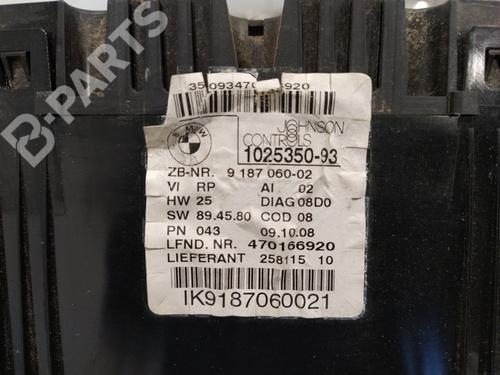 B-PARTS
BMW
JOHNSON
CONTROLS
1025350-93
ZB-NR. 9 187 060-02
VI RP AI 02
HW 25 DIAG 08D0
SW 89.45.80 COD 08
PN 043 09.10.08
LFND. NR. 470166920
LIEFERANT 258115 10
IK9187060021